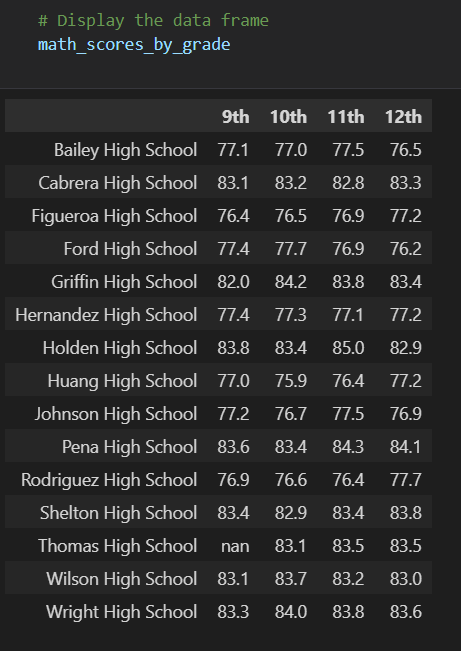 # Display the data frame
math_scores_by_grade
9th 10th 11th 12th
Bailey High School 77.1 77.0 77.5 76.5
Cabrera High School 83.1 83.2 82.8 83.3
Figueroa High School 76.4 76.5 76.9 77.2
Ford High School 77.4 77.7 76.9 76.2
Griffin High School 82.0 84.2 83.8 83.4
Hernandez High School 77.4 77.3 77.1 77.2
Holden High School 83.8 83.4 85.0 82.9
Huang High School 77.0 75.9 76.4 77.2
Johnson High School 77.2 76.7 77.5 76.9
Pena High School 83.6 83.4 84.3 84.1
Rodriguez High School 76.9 76.6 76.4 77.7
Shelton High School 83.4 82.9 83.4 83.8
Thomas High School nan 83.1 83.5 83.5
Wilson High School 83.1 83.7 83.2 83.0
Wright High School 83.3 84.0 83.8 83.6